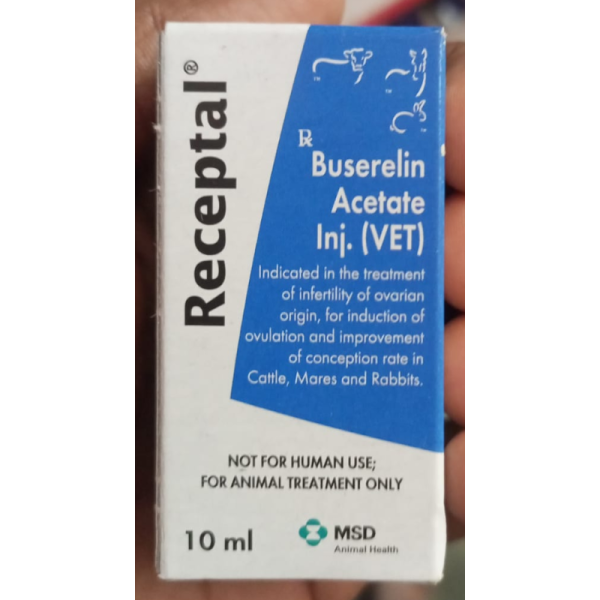 Receptal®
Rx
Buserelin
Acetate
Inj. (VET)
Indicated in the treatment
of infertility of ovarian
origin, for induction of
ovulation and improvement
of conception rate in
Cattle, Mares and Rabbits.
NOT FOR HUMAN USE;
FOR ANIMAL TREATMENT ONLY
10 ml
MSD
Animal Health